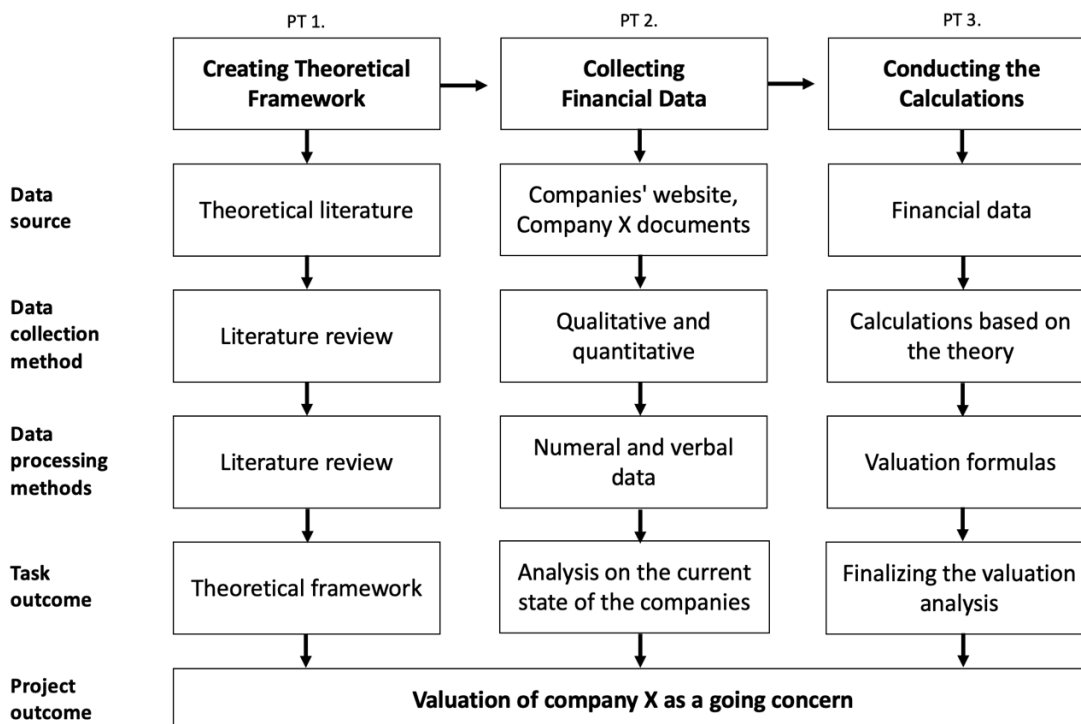 PT 1.
PT 2.
PT 3.
Creating Theoretical
Framework
Collecting
Financial Data
Conducting the
Calculations
Data
source
Theoretical literature
Companies' website,
Company X documents
Financial data
Data
collection
method
Literature review
Qualitative and
quantitative
Calculations based on
the theory
Data
processing
methods
Literature review
Numeral and verbal
data
Valuation formulas
Task
outcome
Theoretical framework
Analysis on the current
state of the companies
Finalizing the valuation
analysis
Project
outcome
Valuation of company X as a going concern